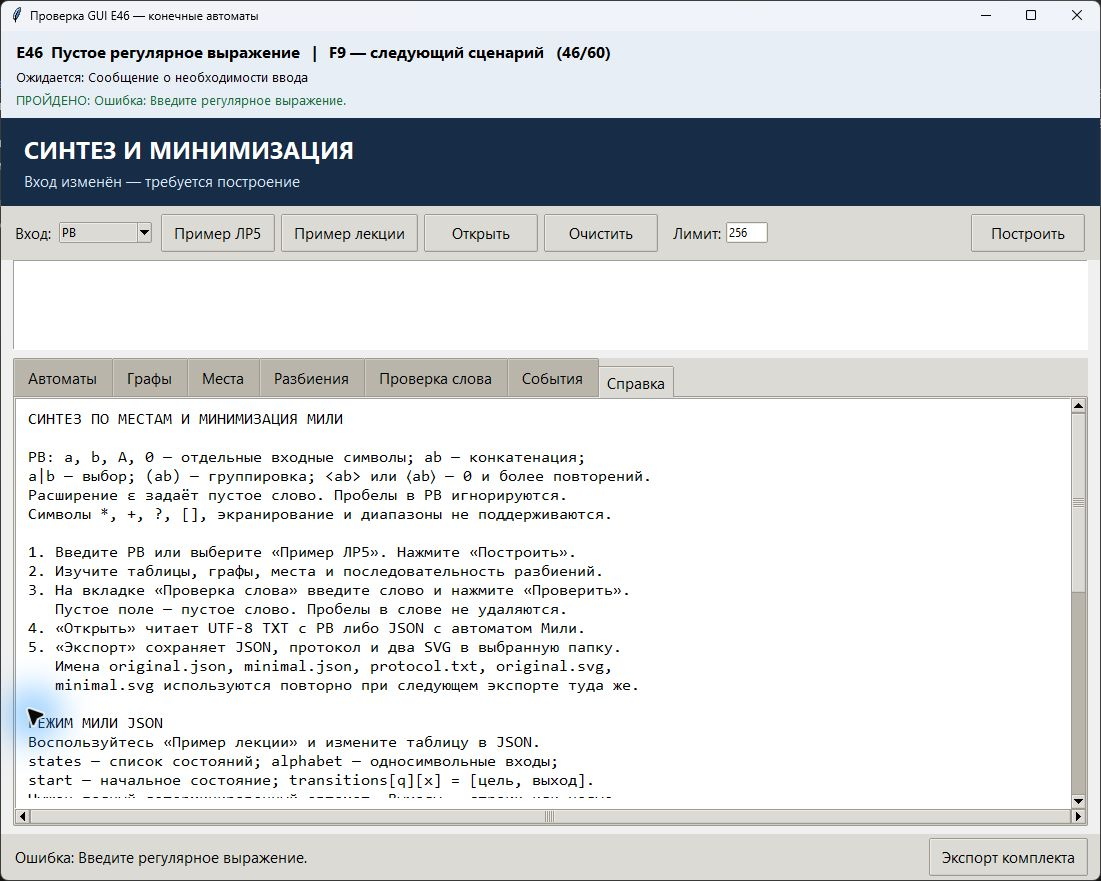 Проверка GUI E46 — конечные автоматы
E46 Пустое регулярное выражение | F9 — следующий сценарий (46/60)
Ожидается: Сообщение о необходимости ввода
ПРОЙДЕНО: Ошибка: Введите регулярное выражение.
СИНТЕЗ И МИНИМИЗАЦИЯ
Вход изменён — требуется построение
Вход: РВ Пример ЛР5 Пример лекции Открыть Очистить Лимит: 256 Построить
Автоматы Графы Места Разбиения Проверка слова События Справка
СИНТЕЗ ПО МЕСТАМ И МИНИМИЗАЦИЯ МИЛИ
РВ: a, b, A, 0 — отдельные входные символы; ab — конкатенация;
a|b — выбор; (ab) — группировка; <ab> или ⟨ab⟩ — 0 и более повторений.
Расширение ε задаёт пустое слово. Пробелы в РВ игнорируются.
Символы *, +, ?, [], экранирование и диапазоны не поддерживаются.
1. Введите РВ или выберите «Пример ЛР5». Нажмите «Построить».
2. Изучите таблицы, графы, места и последовательность разбиений.
3. На вкладке «Проверка слова» введите слово и нажмите «Проверить».
Пустое поле — пустое слово. Пробелы в слове не удаляются.
4. «Открыть» читает UTF-8 TXT с РВ либо JSON с автоматом Мили.
5. «Экспорт» сохраняет JSON, протокол и два SVG в выбранную папку.
Имена original.json, minimal.json, protocol.txt, original.svg,
minimal.svg используются повторно при следующем экспорте туда же.
РЕЖИМ МИЛИ JSON
Воспользуйтесь «Пример лекции» и измените таблицу в JSON.
states — список состояний; alphabet — односимвольные входы;
start — начальное состояние; transitions[q][x] = [цель, выход].
Ошибка: Введите регулярное выражение.
Экспорт комплекта